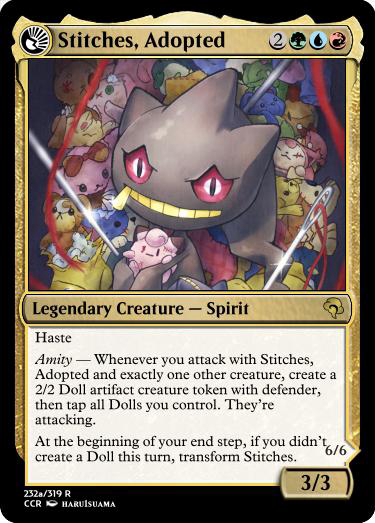 Stitches, Adopted 2
Legendary Creature — Spirit
Haste
Amity — Whenever you attack with Stitches,
Adopted and exactly one other creature, create a
2/2 Doll artifact creature token with defender,
then tap all Dolls you control. They're
attacking.
At the beginning of your end step, if you didn't
create a Doll this turn, transform Stitches.
6/6
3/3
232a/319 R
CCR HARUISUAMA